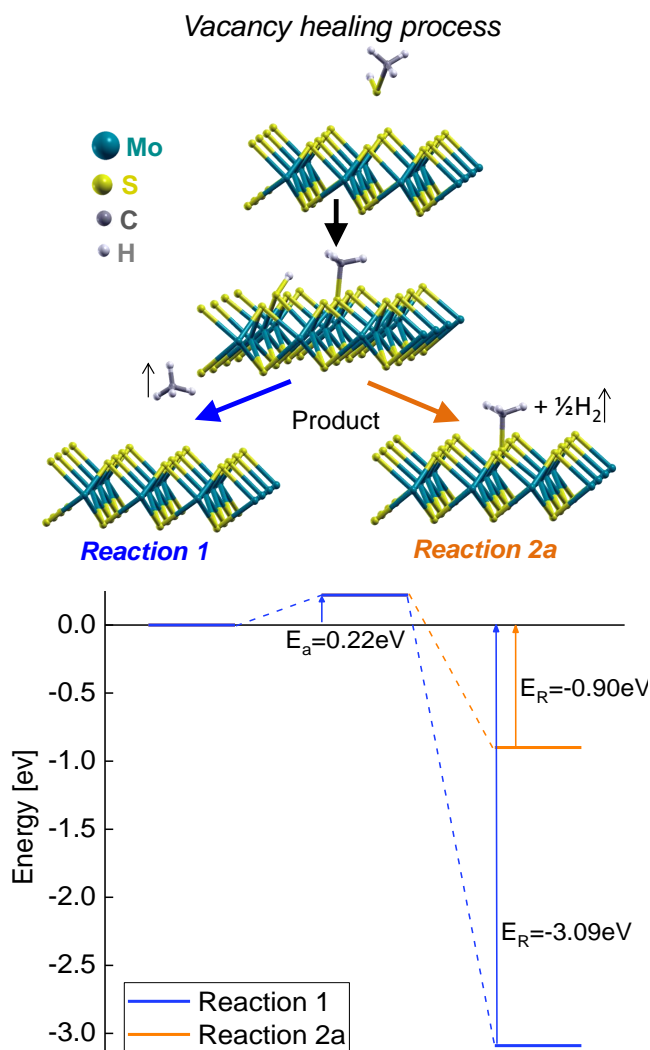 Vacancy healing process
Mo
S
C
H
Product
+ ½H₂
Reaction 1
Reaction 2a
0.0
-0.5
-1.0
-1.5
-2.0
-2.5
-3.0
Energy [ev]
Eₐ=0.22eV
E_R=-0.90eV
E_R=-3.09eV
Reaction 1
Reaction 2a